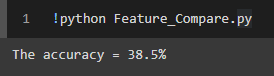 1 !python Feature_Compare.py
The accuracy = 38.5%